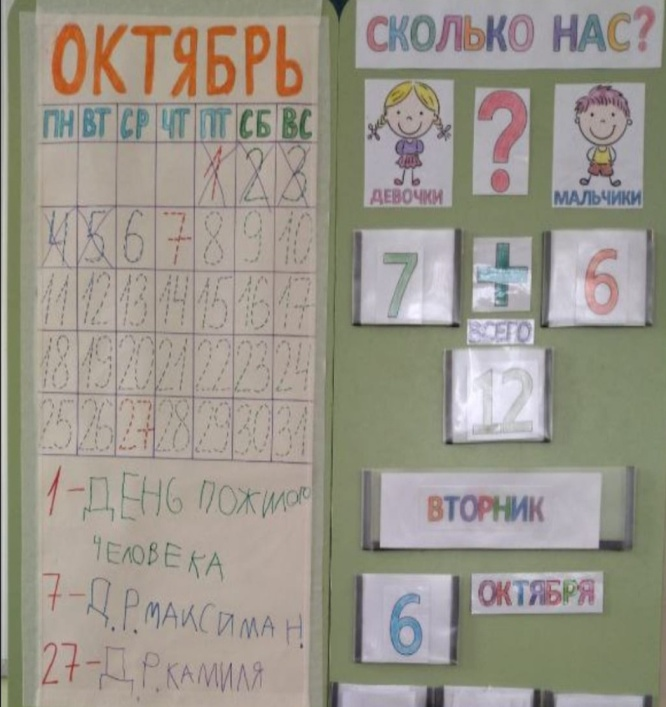 ОКТЯБРЬ
ПН ВТ СР ЧТ ПТ СБ ВС
1 2 3
4 5 6 7 8 9 10
11 12 13 14 15 16 17
18 19 20 21 22 23 24
25 26 27 28 29 30 31
1-ДЕНЬ ПОЖИЛОГО
ЧЕЛОВЕКА
7-Д.Р.МАКСИМА Н.
27-Д.Р.КАМИЛЯ
СКОЛЬКО НАС?
?
ДЕВОЧКИ МАЛЬЧИКИ
7 + 6
ВСЕГО
12
ВТОРНИК
6 ОКТЯБРЯ